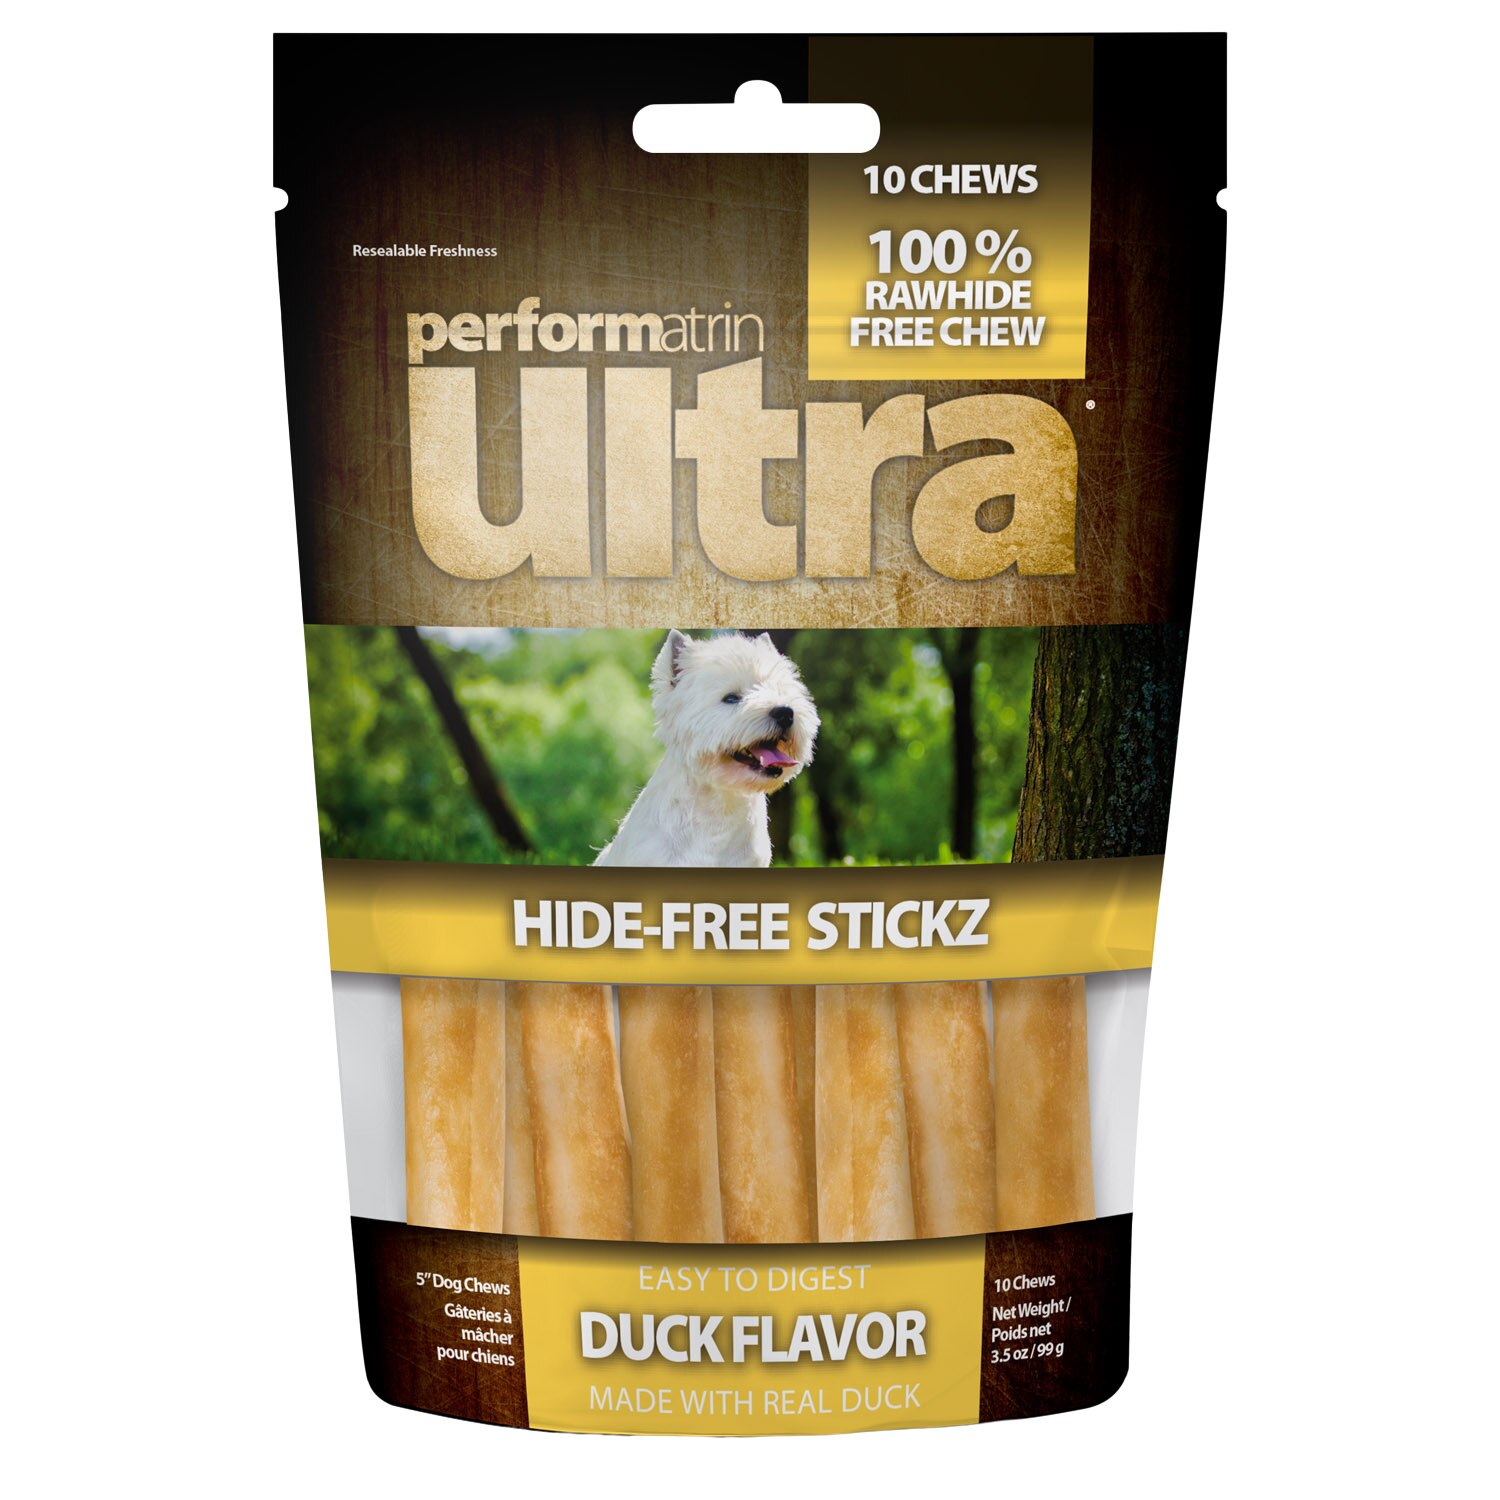 10 CHEWS
100 %
RAWHIDE
FREE CHEW
Resealable Freshness
performatrin
ultra®
HIDE-FREE STICKZ
5” Dog Chews
Gâteries à
mâcher
pour chiens
EASY TO DIGEST
DUCK FLAVOR
MADE WITH REAL DUCK
10 Chews
Net Weight /
Poids net
3.5 oz / 99 g